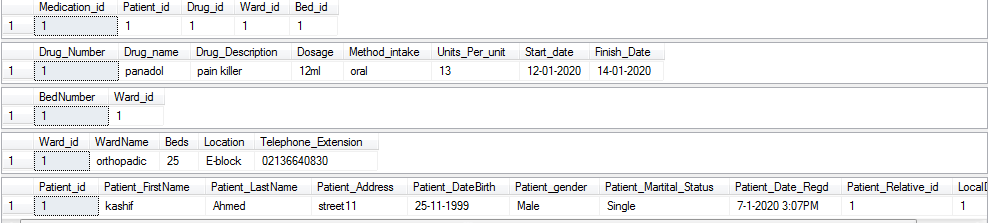 Medication_id Patient_id Drug_id Ward_id Bed_id
1 1 1 1 1 1
Drug_Number Drug_name Drug_Description Dosage Method_intake Units_Per_unit Start_date Finish_Date
1 1 panadol pain killer 12ml oral 13 12-01-2020 14-01-2020
BedNumber Ward_id
1 1 1
Ward_id WardName Beds Location Telephone_Extension
1 1 orthopadic 25 E-block 02136640830
Patient_id Patient_FirstName Patient_LastName Patient_Address Patient_DateBirth Patient_gender Patient_Martital_Status Patient_Date_Regd Patient_Relative_id
1 1 kashif Ahmed street11 25-11-1999 Male Single 7-1-2020 3:07PM 1 1